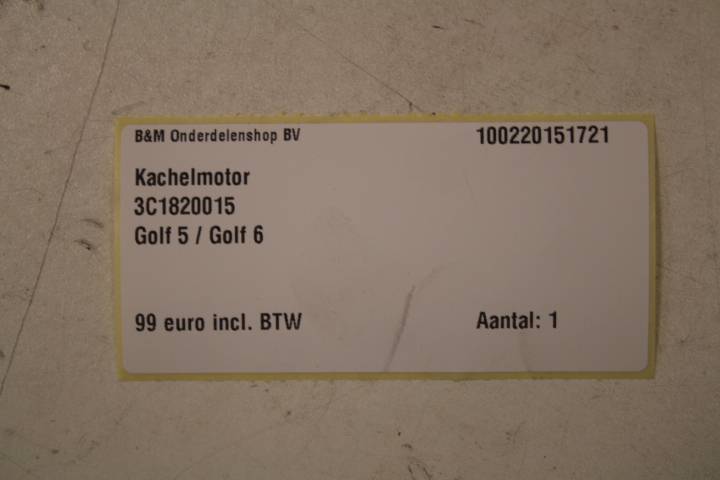 B&M Onderdelenshop BV 100220151721
Kachelmotor
3C1820015
Golf 5 / Golf 6
99 euro incl. BTW Aantal: 1